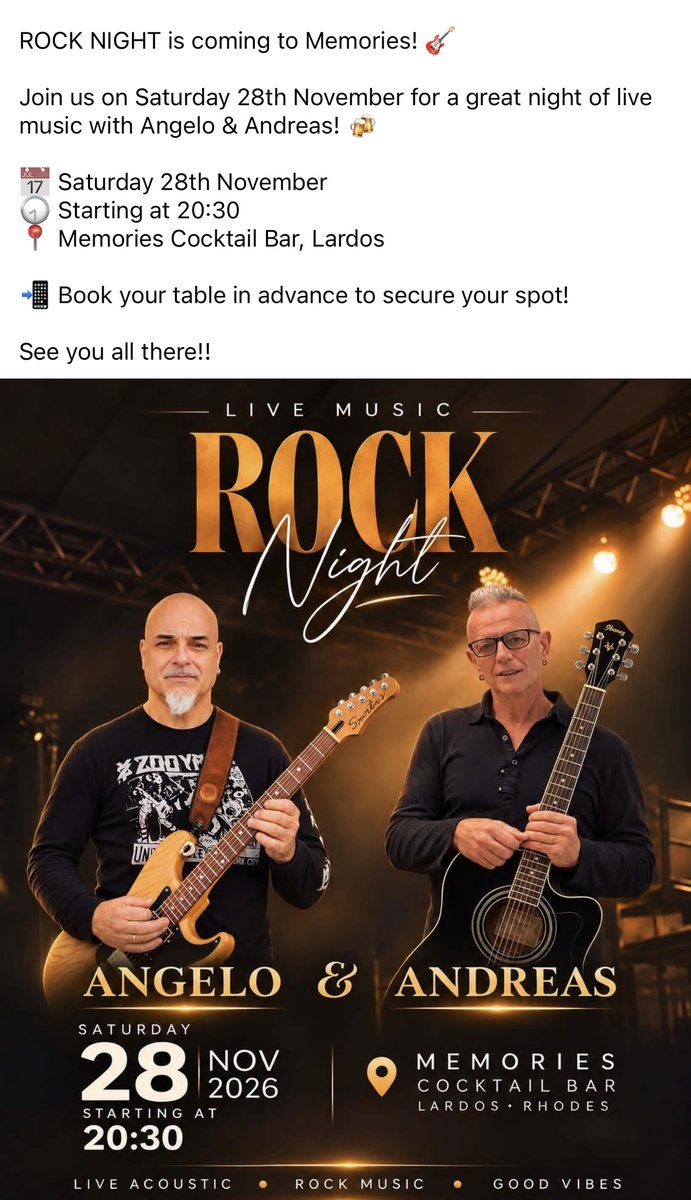 ROCK NIGHT is coming to Memories! 🎸
Join us on Saturday 28th November for a great night of live
music with Angelo & Andreas! 🍻
📅 Saturday 28th November
🕣 Starting at 20:30
📍 Memories Cocktail Bar, Lardos
📲 Book your table in advance to secure your spot!
See you all there!!
LIVE MUSIC
ROCK
Night
Ibanez
ANGELO & ANDREAS
SATURDAY
28 NOV
2026
STARTING AT
20:30
MEMORIES
COCKTAIL BAR
LARDOS • RHODES
LIVE ACOUSTIC • ROCK MUSIC • GOOD VIBES